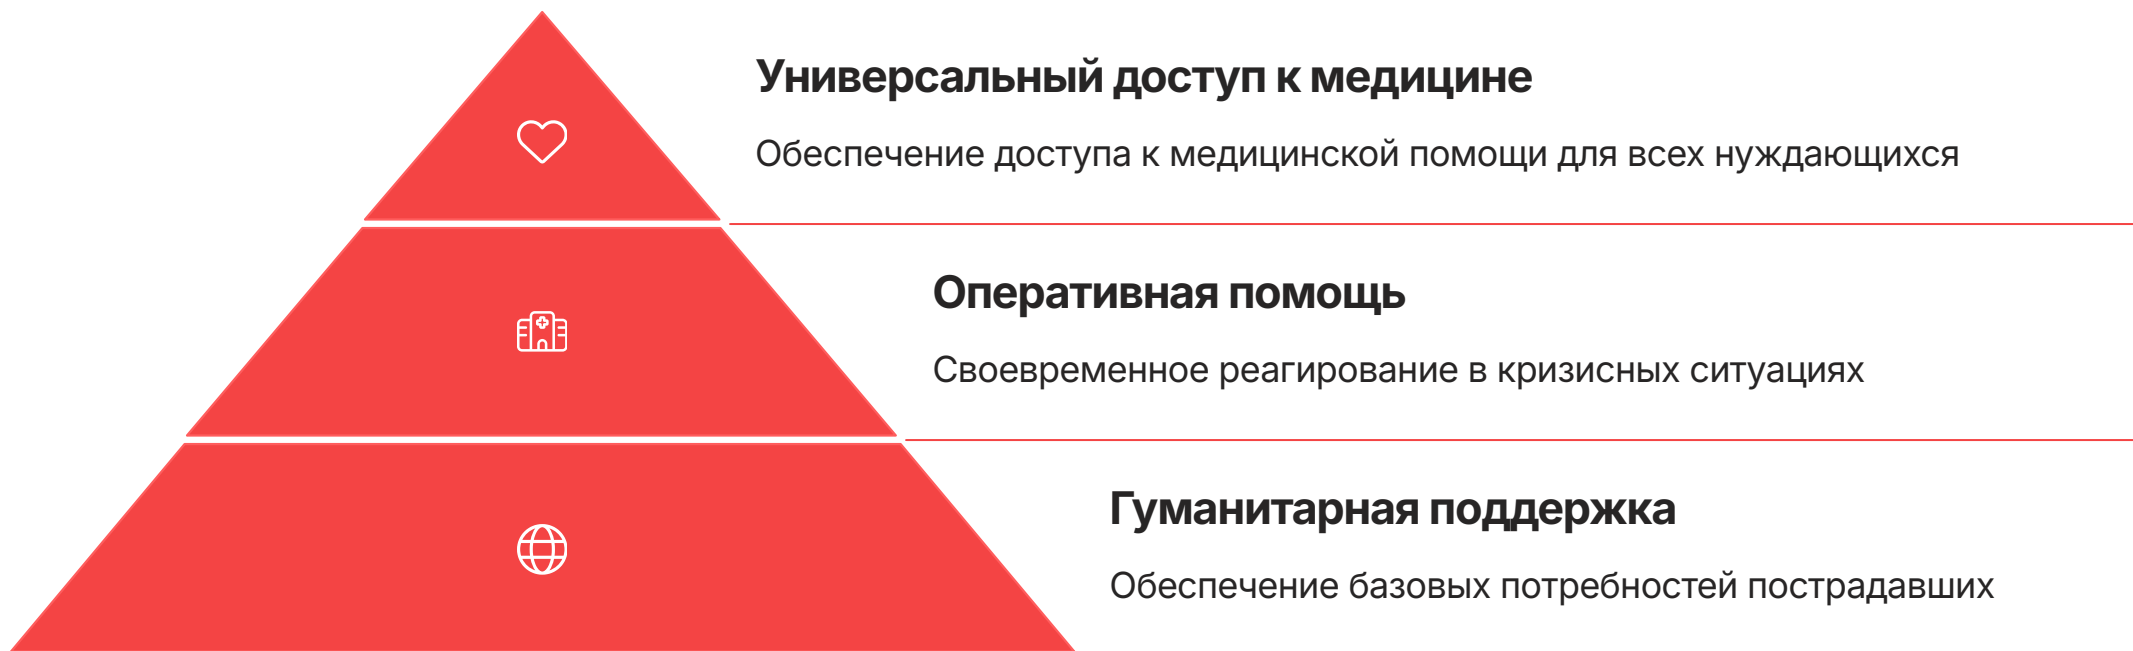 Универсальный доступ к медицине
Обеспечение доступа к медицинской помощи для всех нуждающихся
Оперативная помощь
Своевременное реагирование в кризисных ситуациях
Гуманитарная поддержка
Обеспечение базовых потребностей пострадавших